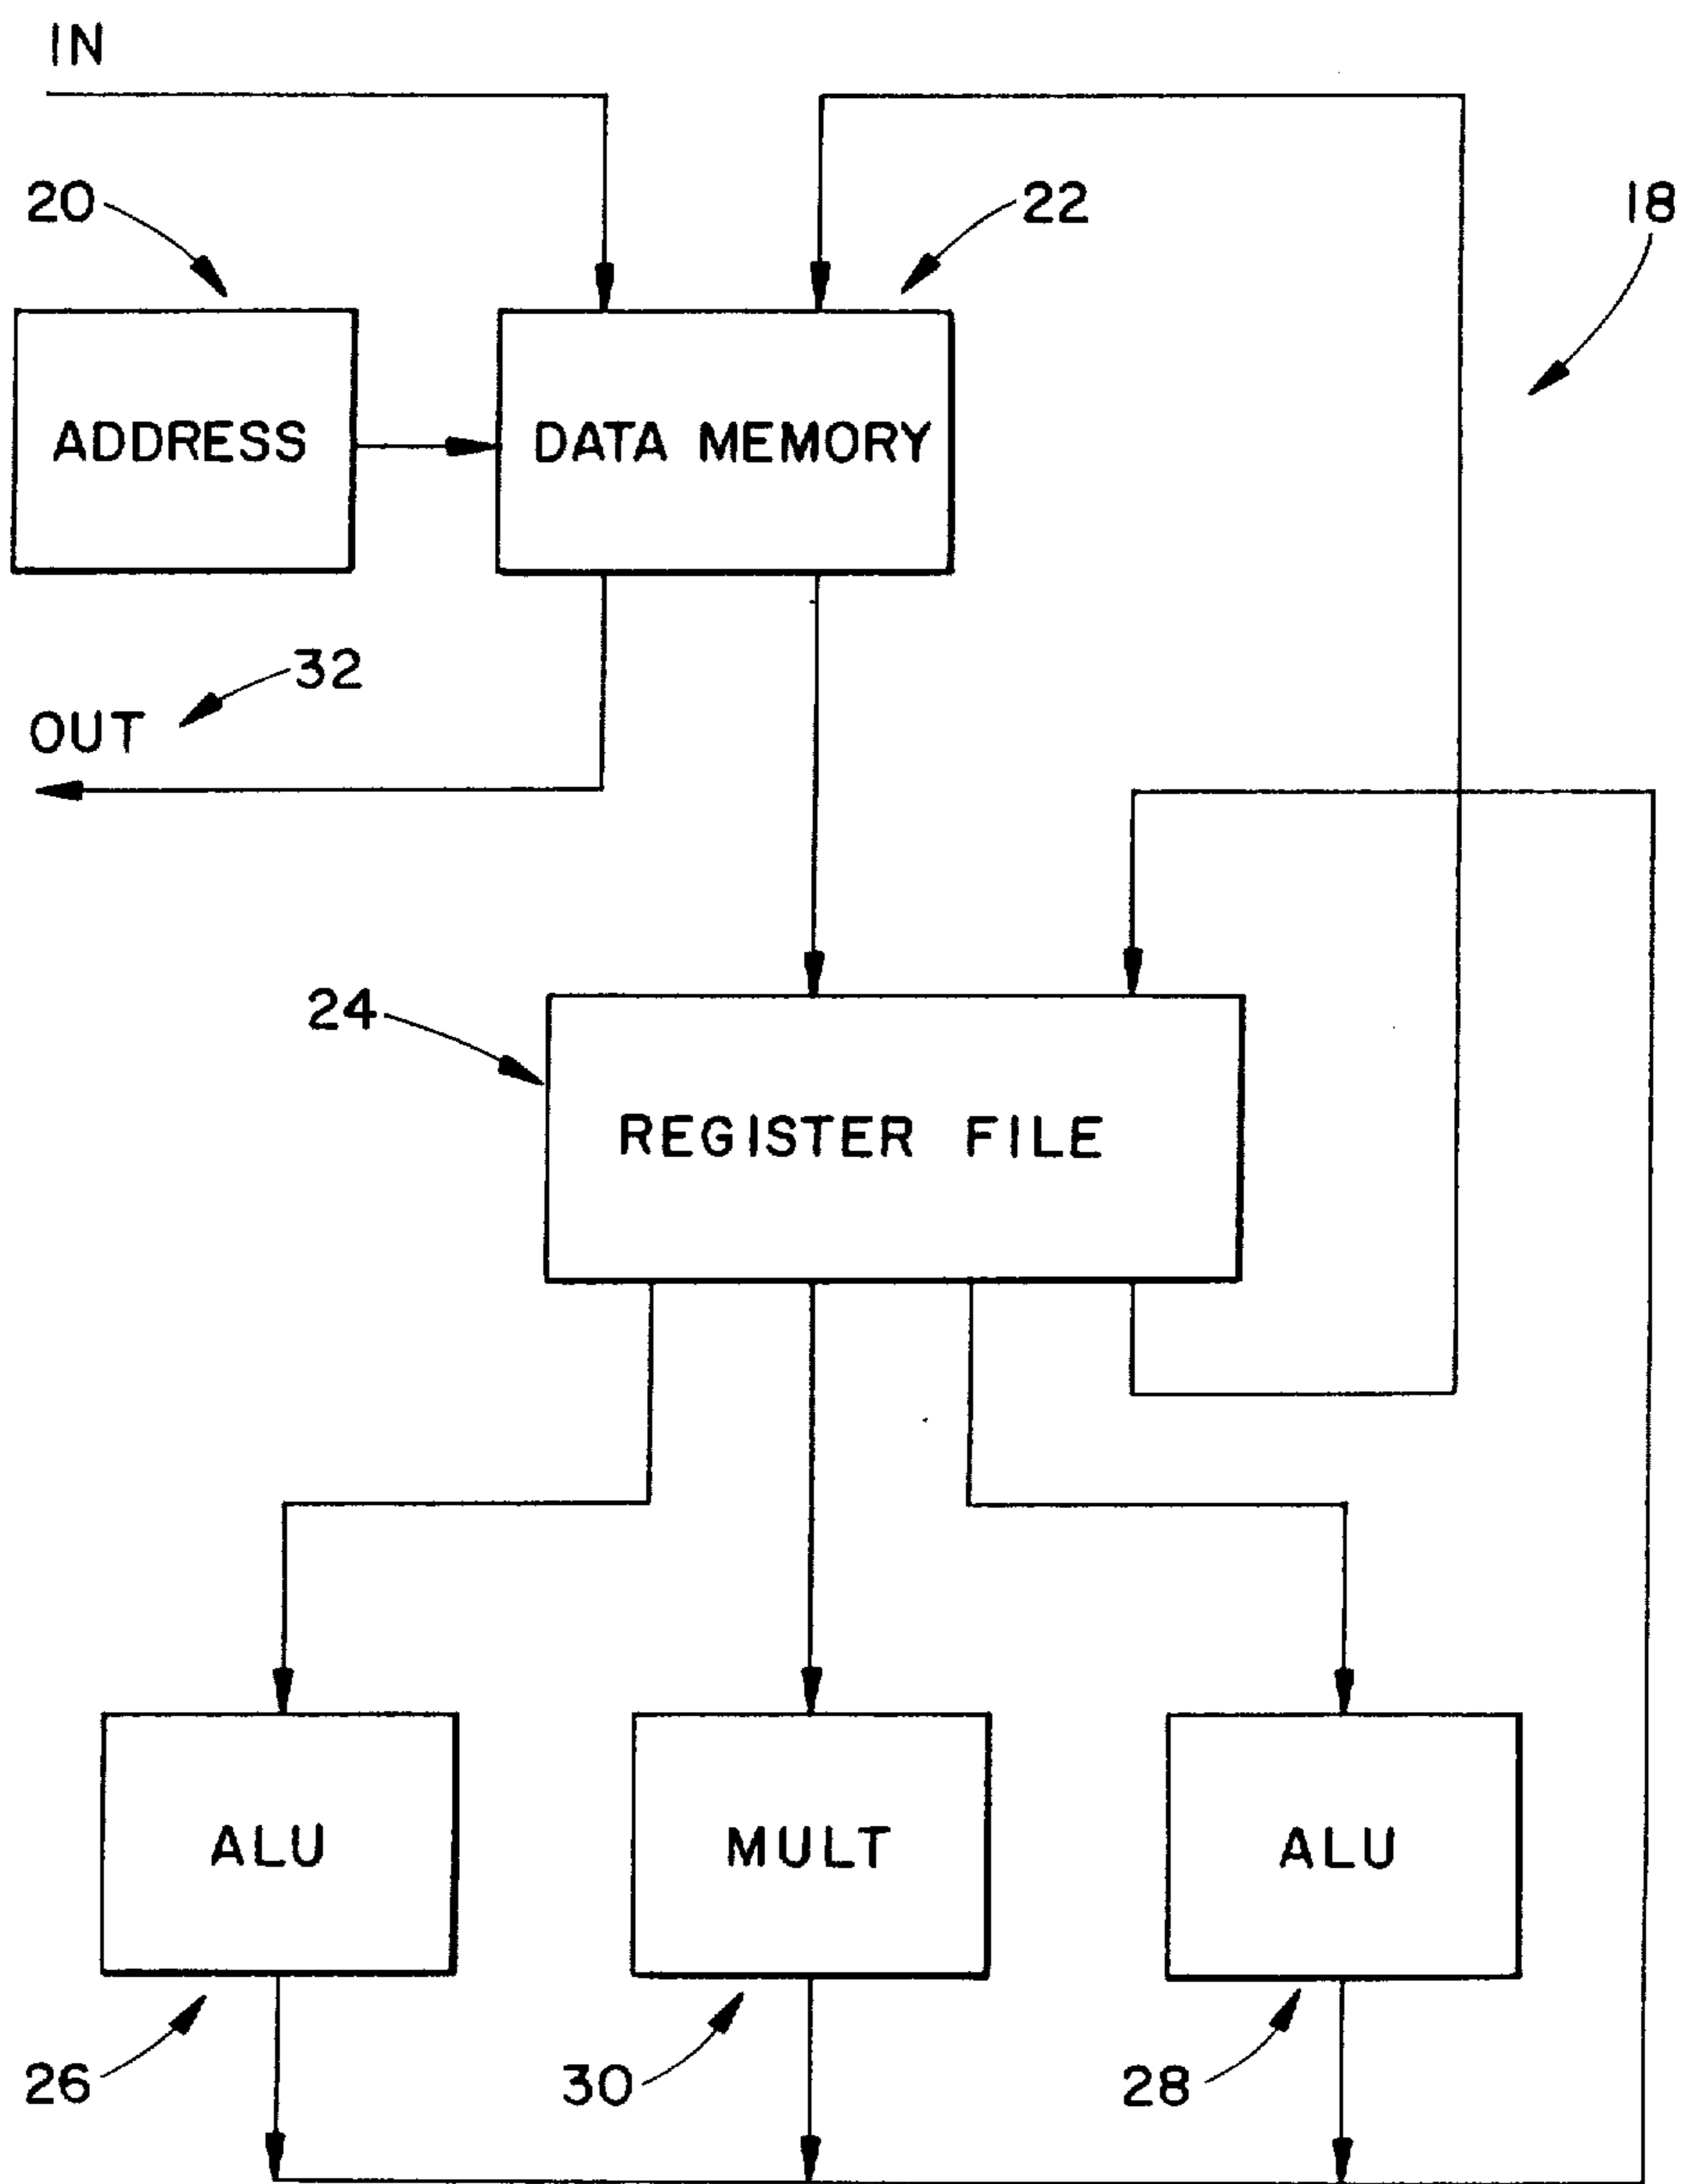 IN
20
22
18
ADDRESS
DATA MEMORY
32
OUT
24
REGISTER FILE
ALU
MULT
ALU
26
30
28